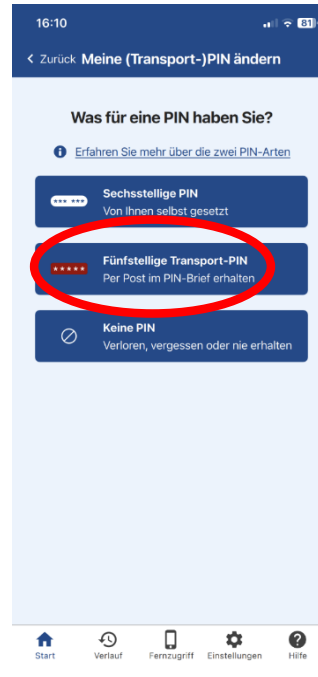 16:10
81
Zurück Meine (Transport-)PIN ändern
Was für eine PIN haben Sie?
Erfahren Sie mehr über die zwei PIN-Arten
*** ***
Sechsstellige PIN
Von Ihnen selbst gesetzt
*****
Fünfstellige Transport-PIN
Per Post im PIN-Brief erhalten
Keine PIN
Verloren, vergessen oder nie erhalten
Start
Verlauf
Fernzugriff
Einstellungen
Hilfe